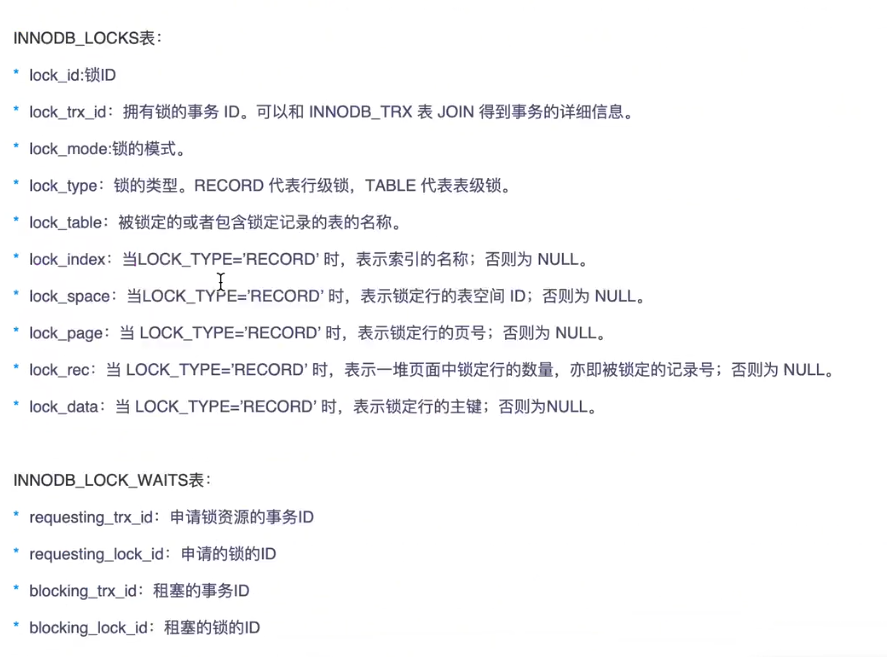 INNODB_LOCKS表：
* lock_id:锁ID
* lock_trx_id：拥有锁的事务 ID。可以和 INNODB_TRX 表 JOIN 得到事务的详细信息。
* lock_mode:锁的模式。
* lock_type：锁的类型。RECORD 代表行级锁，TABLE 代表表级锁。
* lock_table：被锁定的或者包含锁定记录的表的名称。
* lock_index：当LOCK_TYPE='RECORD’ 时，表示索引的名称；否则为 NULL。
* lock_space：当LOCK_TYPE='RECORD’ 时，表示锁定行的表空间 ID；否则为 NULL。
* lock_page：当 LOCK_TYPE='RECORD’ 时，表示锁定行的页号；否则为 NULL。
* lock_rec：当 LOCK_TYPE='RECORD’ 时，表示一堆页面中锁定行的数量，亦即被锁定的记录号；否则为 NULL。
* lock_data：当 LOCK_TYPE='RECORD’ 时，表示锁定行的主键；否则为NULL。
INNODB_LOCK_WAITS表：
* requesting_trx_id：申请锁资源的事务ID
* requesting_lock_id：申请的锁的ID
* blocking_trx_id：租塞的事务ID
* blocking_lock_id：租塞的锁的ID